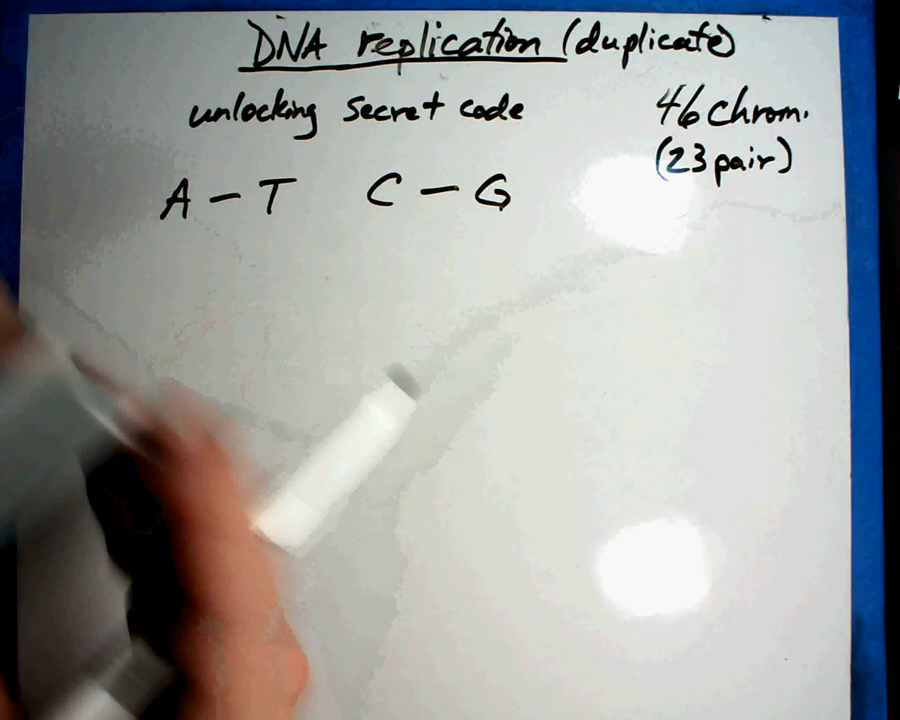 DNA replication (duplicate)
unlocking secret code
46 chrom.
(23 pair)
A - T C - G